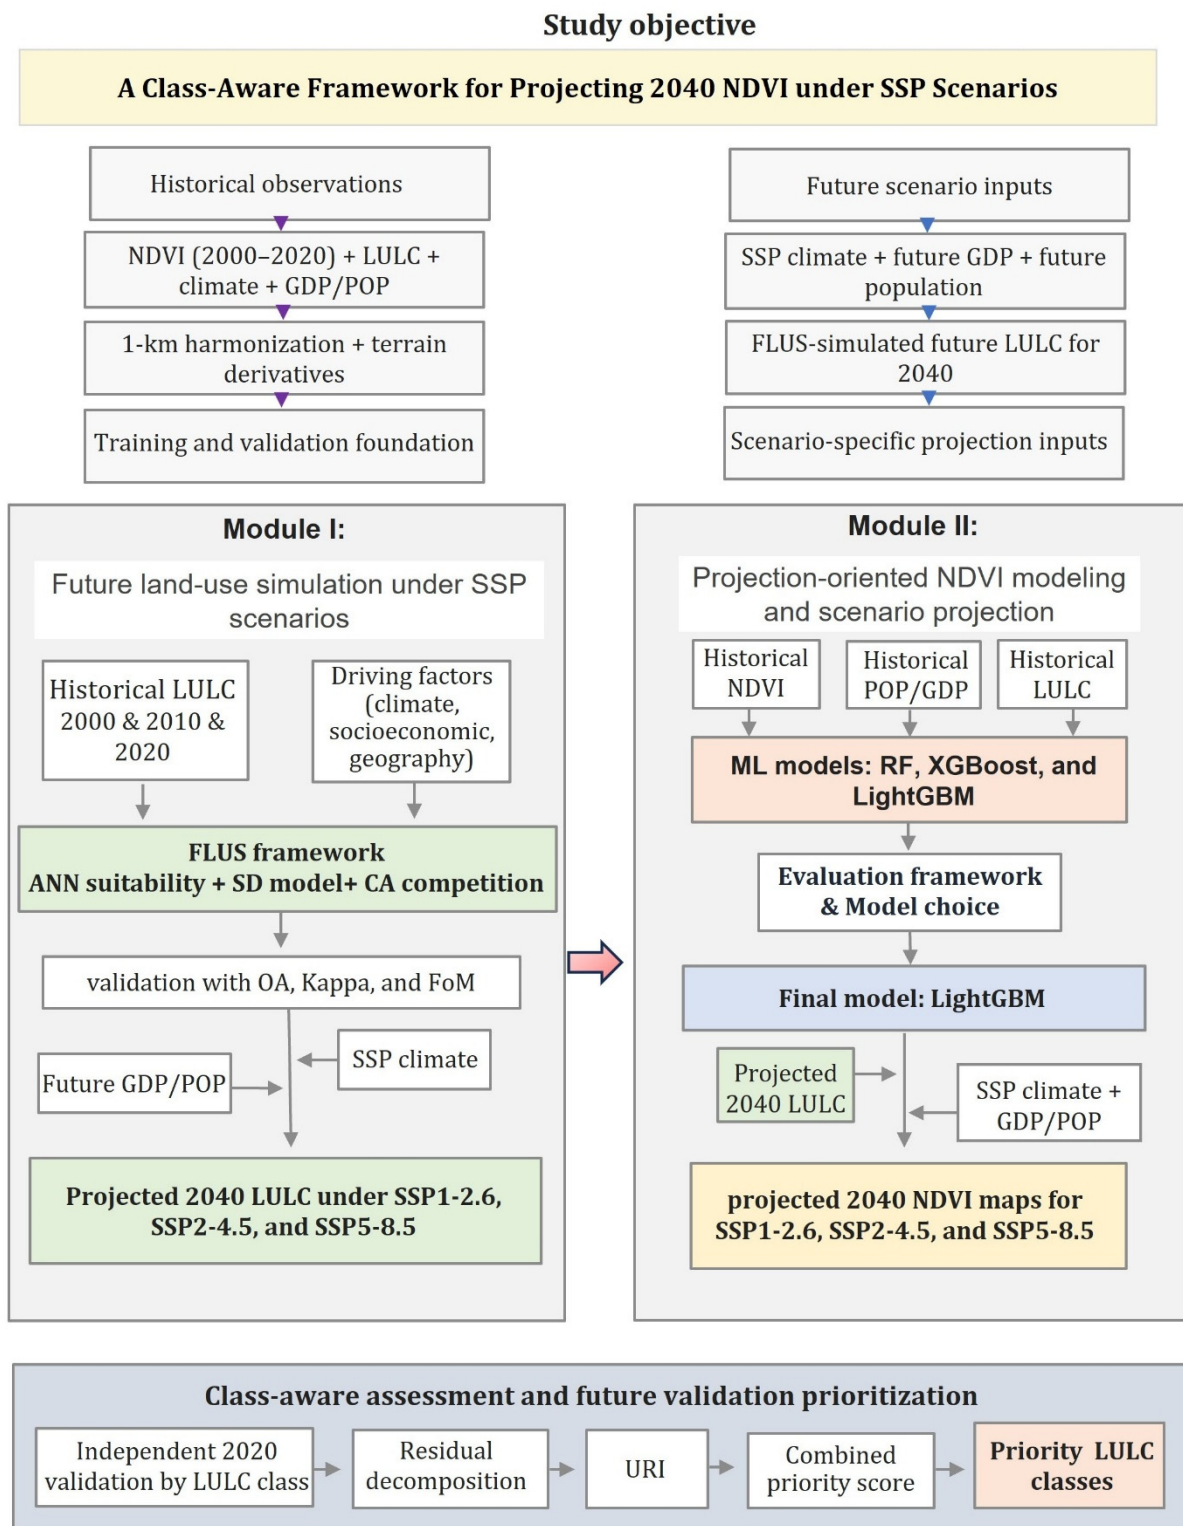 Study objective
A Class-Aware Framework for Projecting 2040 NDVI under SSP Scenarios
Historical observations
NDVI (2000–2020) + LULC +
climate + GDP/POP
1-km harmonization + terrain
derivatives
Training and validation foundation
Future scenario inputs
SSP climate + future GDP + future
population
FLUS-simulated future LULC for
2040
Scenario-specific projection inputs
Module I:
Future land-use simulation under SSP
scenarios
Historical LULC
2000 & 2010 &
2020
Driving factors
(climate,
socioeconomic,
geography)
FLUS framework
ANN suitability + SD model+ CA competition
validation with OA, Kappa, and FoM
SSP climate
Future GDP/POP
Projected 2040 LULC under SSP1-2.6,
SSP2-4.5, and SSP5-8.5
Module II:
Projection-oriented NDVI modeling
and scenario projection
Historical
NDVI
Historical
POP/GDP
Historical
LULC
ML models: RF, XGBoost, and
LightGBM
Evaluation framework
& Model choice
Final model: LightGBM
Projected
2040 LULC
SSP climate +
GDP/POP
projected 2040 NDVI maps for
SSP1-2.6, SSP2-4.5, and SSP5-8.5
Class-aware assessment and future validation prioritization
Independent 2020
validation by LULC class
Residual
decomposition
URI
Combined
priority score
Priority LULC
classes